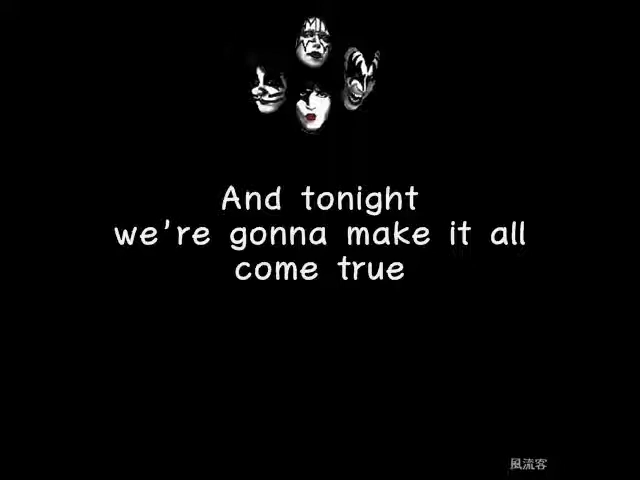 And tonight
we're gonna make it all
come true
風流客